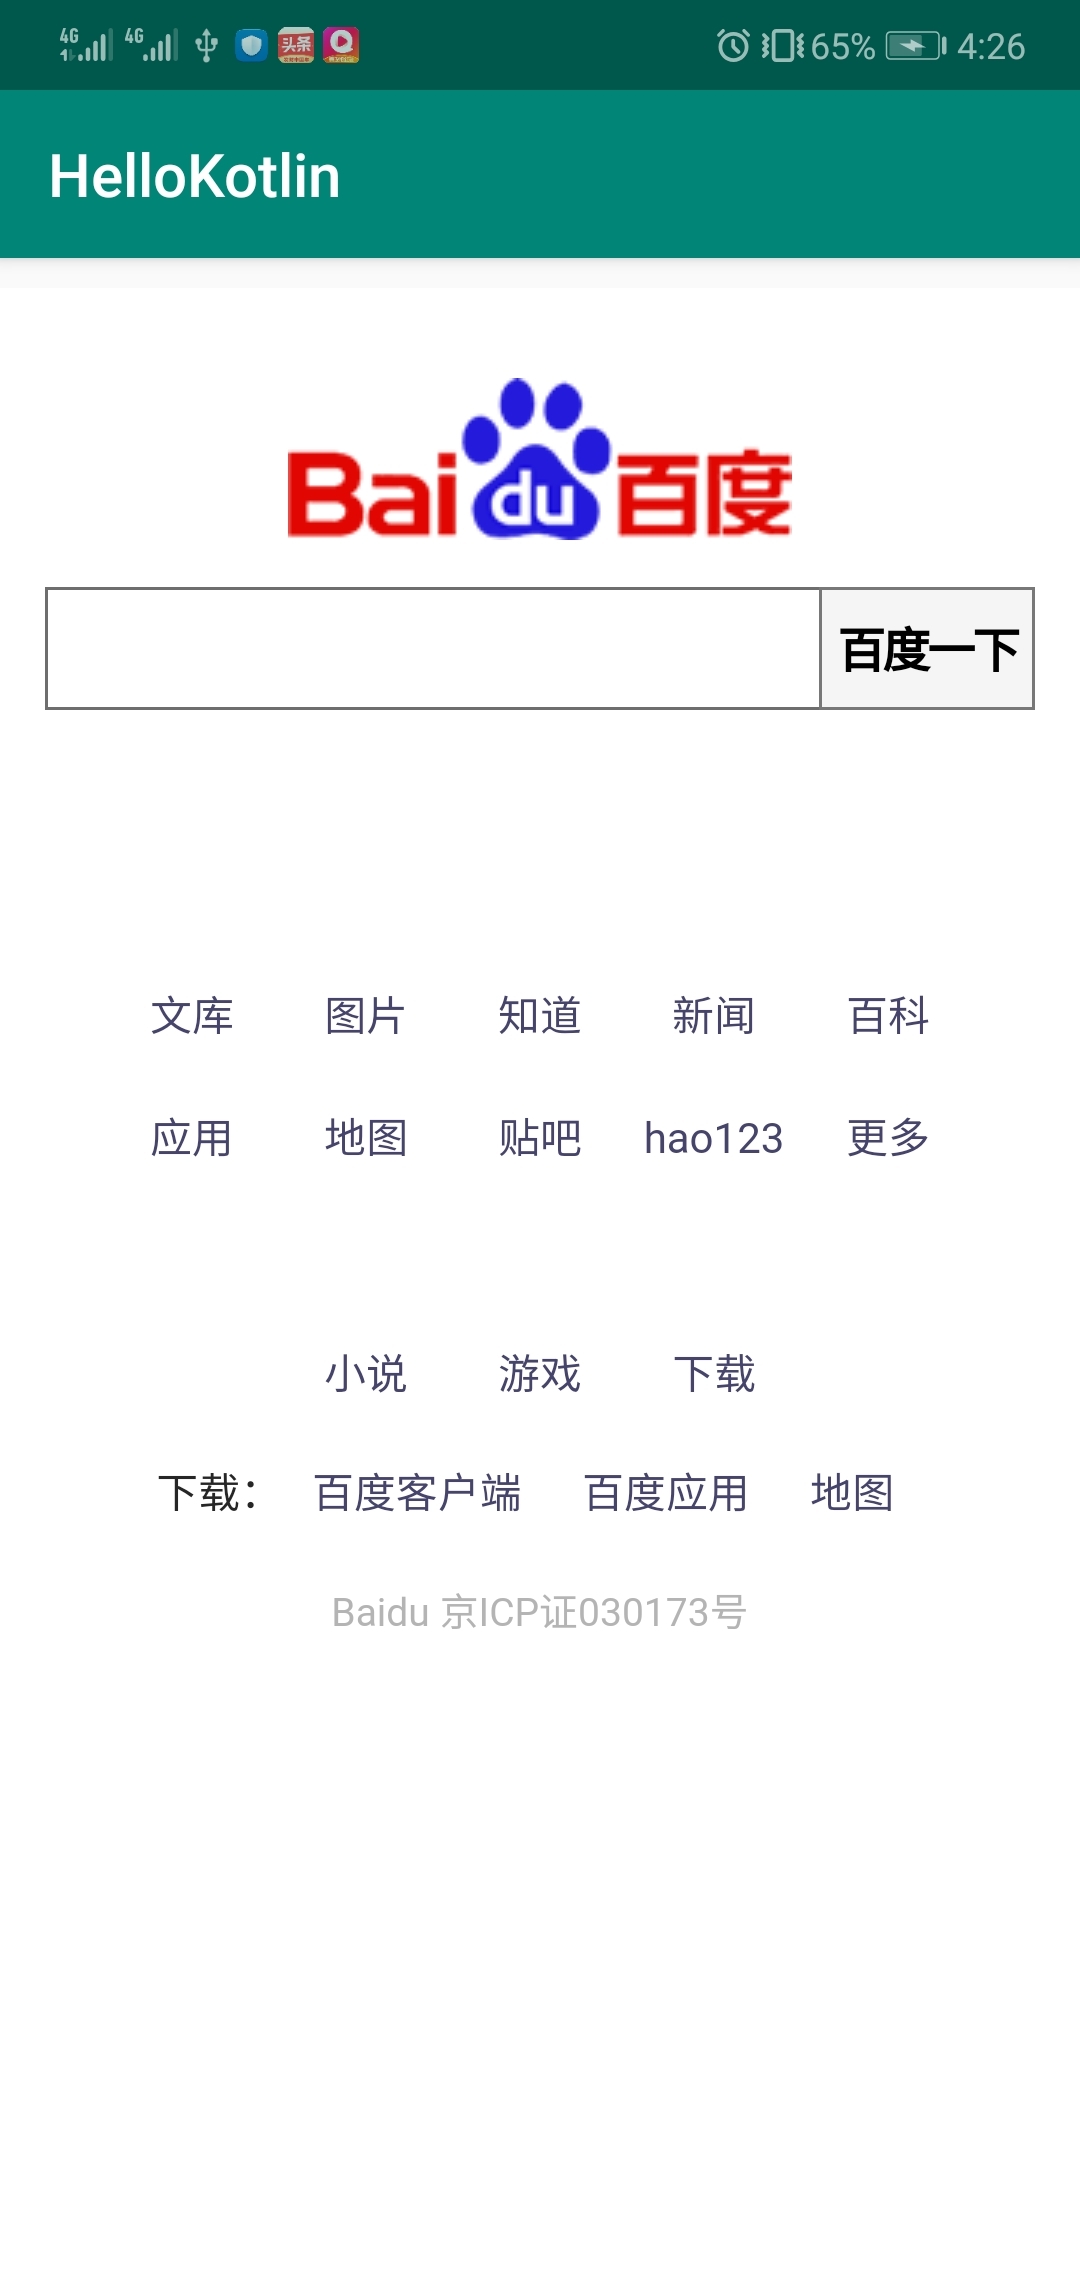 4G 4G 头条 65% 4:26
HelloKotlin
Bai du 百度
百度一下
文库 图片 知道 新闻 百科
应用 地图 贴吧 hao123 更多
小说 游戏 下载
下载： 百度客户端 百度应用 地图
Baidu 京ICP证030173号